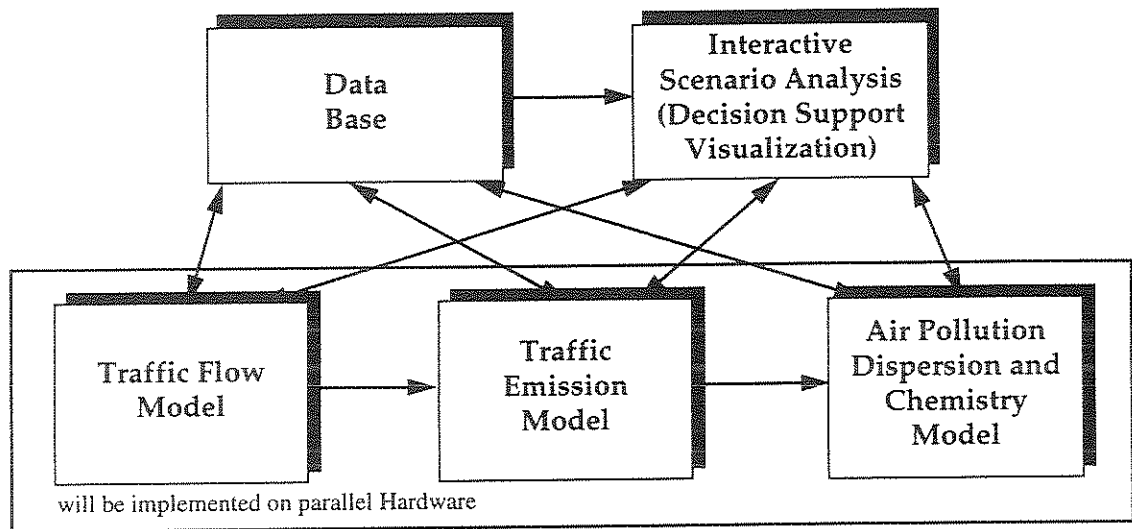 Data
Base
Interactive
Scenario Analysis
(Decision Support
Visualization)
Traffic Flow
Model
Traffic
Emission
Model
Air Pollution
Dispersion and
Chemistry
Model
will be implemented on parallel Hardware